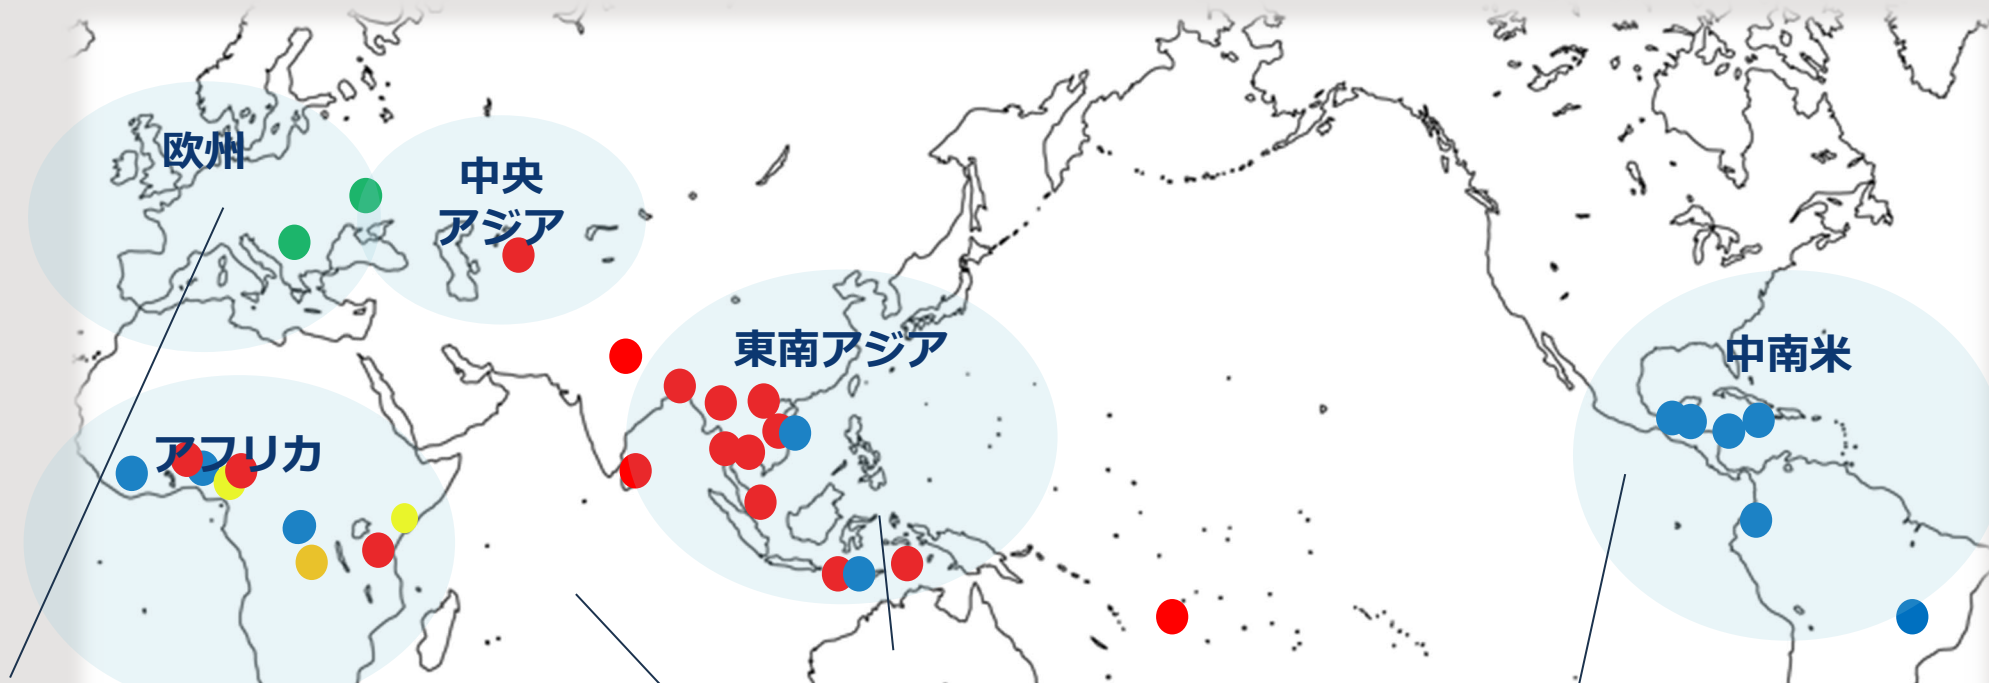 欧州
中央
アジア
東南アジア
中南米
アフリカ